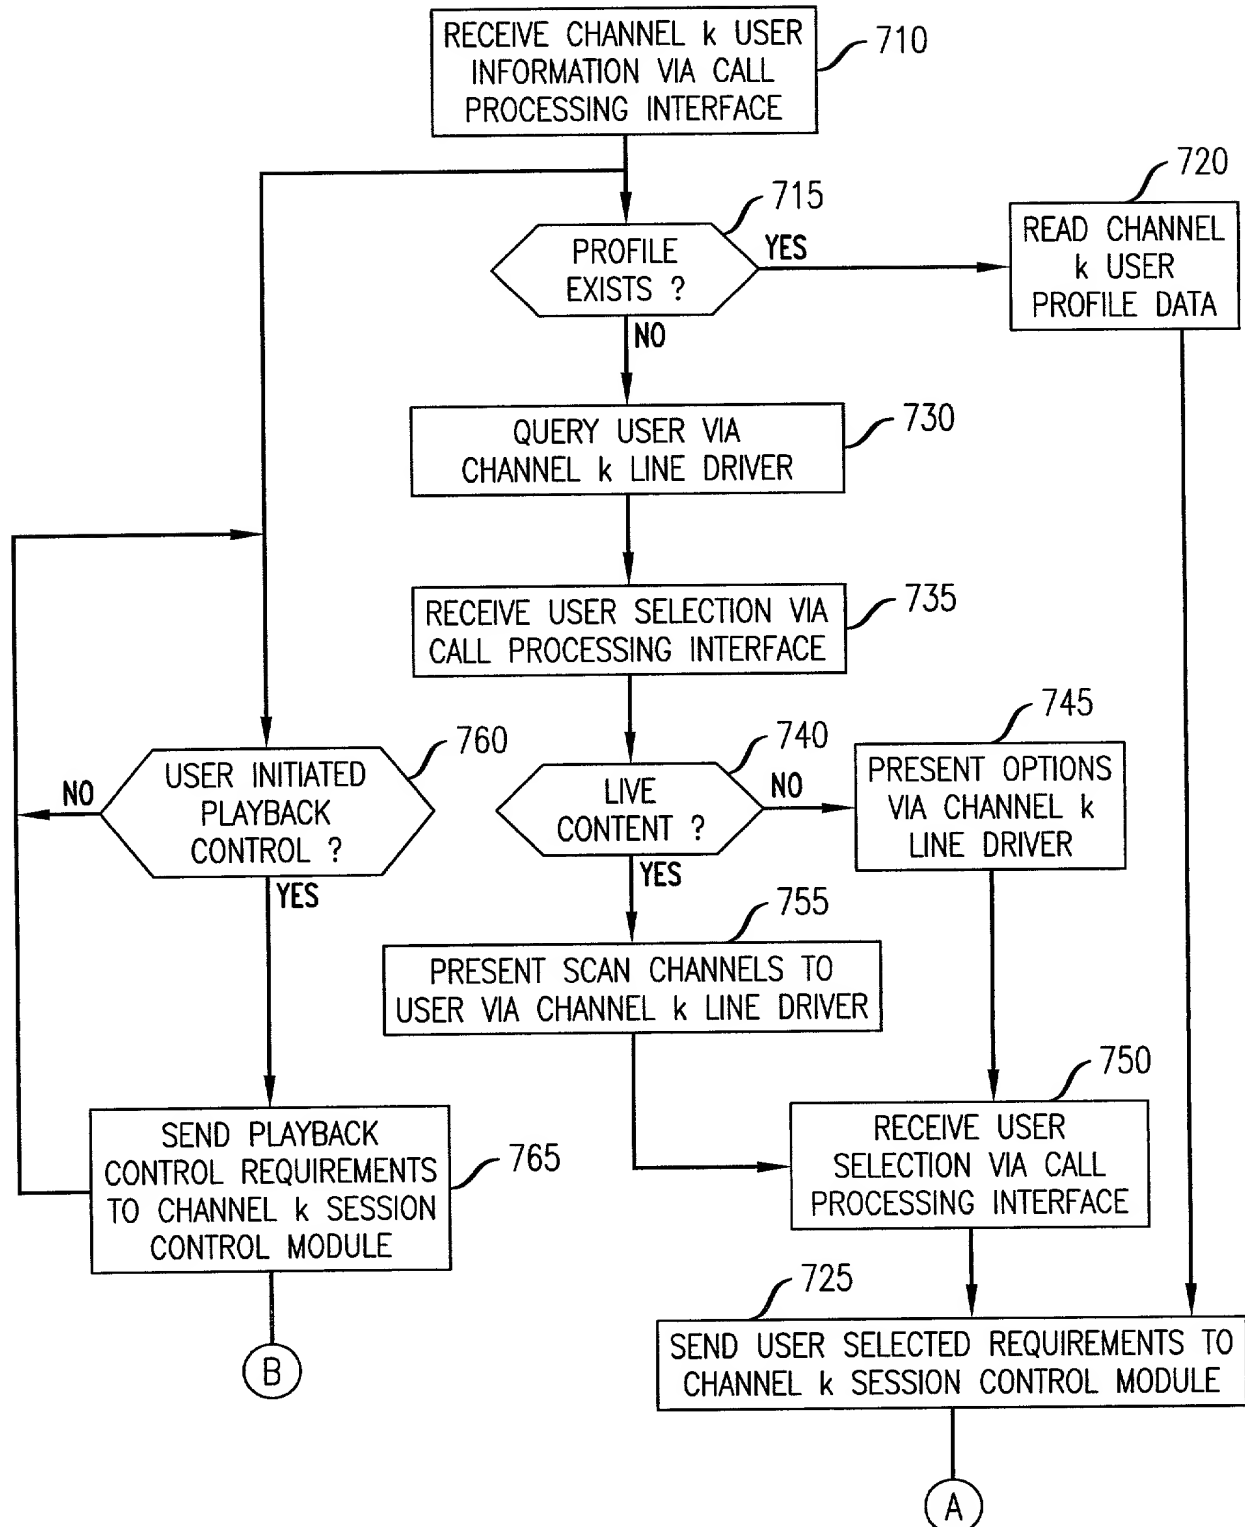 RECEIVE CHANNEL k USER
INFORMATION VIA CALL
PROCESSING INTERFACE
710
PROFILE
EXISTS ?
715
YES
NO
READ CHANNEL
k USER
PROFILE DATA
720
QUERY USER VIA
CHANNEL k LINE DRIVER
730
RECEIVE USER SELECTION VIA
CALL PROCESSING INTERFACE
735
USER INITIATED
PLAYBACK
CONTROL ?
760
NO
YES
LIVE
CONTENT ?
740
NO
YES
PRESENT OPTIONS
VIA CHANNEL k
LINE DRIVER
745
PRESENT SCAN CHANNELS TO
USER VIA CHANNEL k LINE DRIVER
755
RECEIVE USER
SELECTION VIA CALL
PROCESSING INTERFACE
750
SEND PLAYBACK
CONTROL REQUIREMENTS
TO CHANNEL k SESSION
CONTROL MODULE
765
B
SEND USER SELECTED REQUIREMENTS TO
CHANNEL k SESSION CONTROL MODULE
725
A